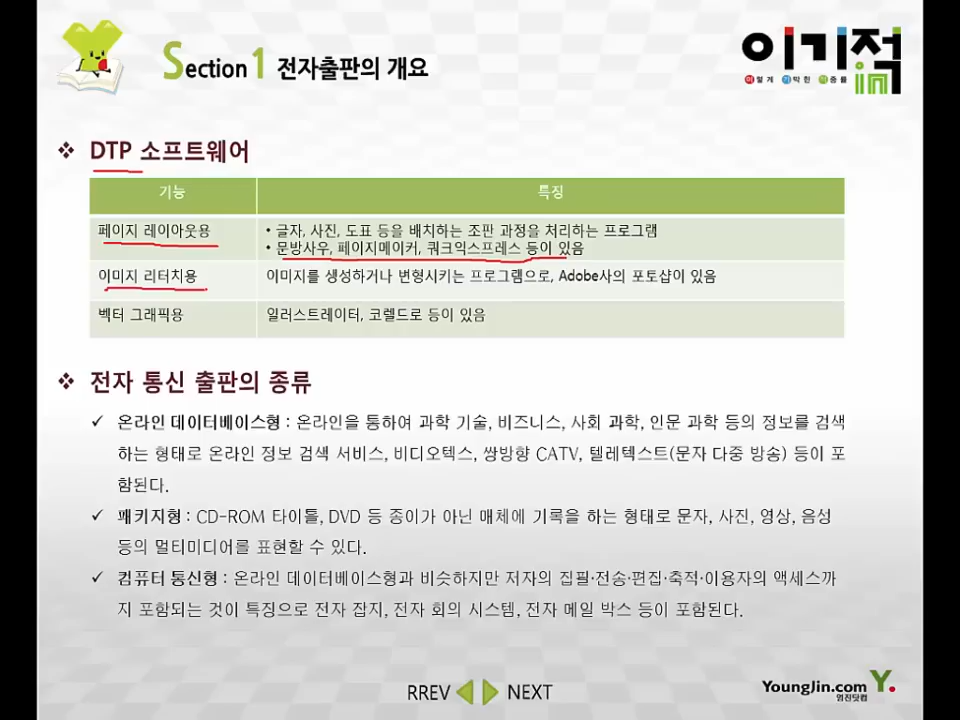 Section 1 전자출판의 개요
이기적in
이렇게 기막힌 적중률
❖ DTP 소프트웨어
기능 특징
페이지 레이아웃용
• 글자, 사진, 도표 등을 배치하는 조판 과정을 처리하는 프로그램
• 문방사우, 페이지메이커, 쿼크익스프레스 등이 있음
이미지 리터치용 이미지를 생성하거나 변형시키는 프로그램으로, Adobe사의 포토샵이 있음
벡터 그래픽용 일러스트레이터, 코렐드로 등이 있음
❖ 전자 통신 출판의 종류
✓ 온라인 데이터베이스형 : 온라인을 통하여 과학 기술, 비즈니스, 사회 과학, 인문 과학 등의 정보를 검색
하는 형태로 온라인 정보 검색 서비스, 비디오텍스, 쌍방향 CATV, 텔레텍스트(문자 다중 방송) 등이 포
함된다.
✓ 패키지형 : CD-ROM 타이틀, DVD 등 종이가 아닌 매체에 기록을 하는 형태로 문자, 사진, 영상, 음성
등의 멀티미디어를 표현할 수 있다.
✓ 컴퓨터 통신형 : 온라인 데이터베이스형과 비슷하지만 저자의 집필·전송·편집·축적·이용자의 액세스까
지 포함되는 것이 특징으로 전자 잡지, 전자 회의 시스템, 전자 메일 박스 등이 포함된다.
RREV NEXT
YoungJin.com Y.
영진닷컴